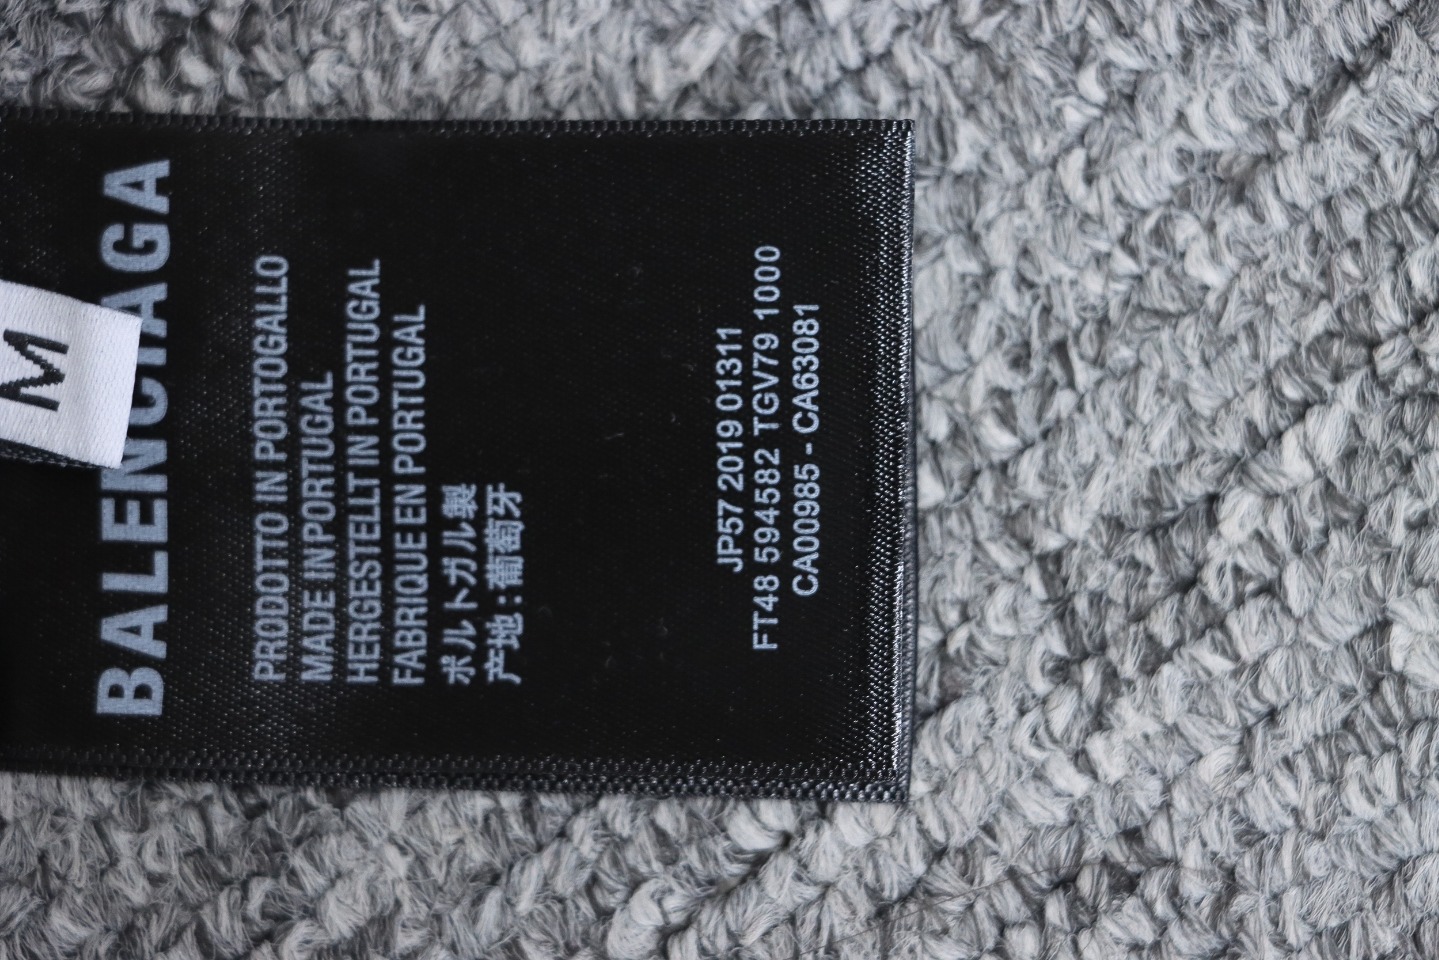 M
BALENCIAGA
PRODOTTO IN PORTOGALLO
MADE IN PORTUGAL
HERGESTELLT IN PORTUGAL
FABRIQUE EN PORTUGAL
ポルトガル製
产地:葡萄牙
JP57 2019 01311
FT48 594582 TGV79 1000
CA00985 - CA63081